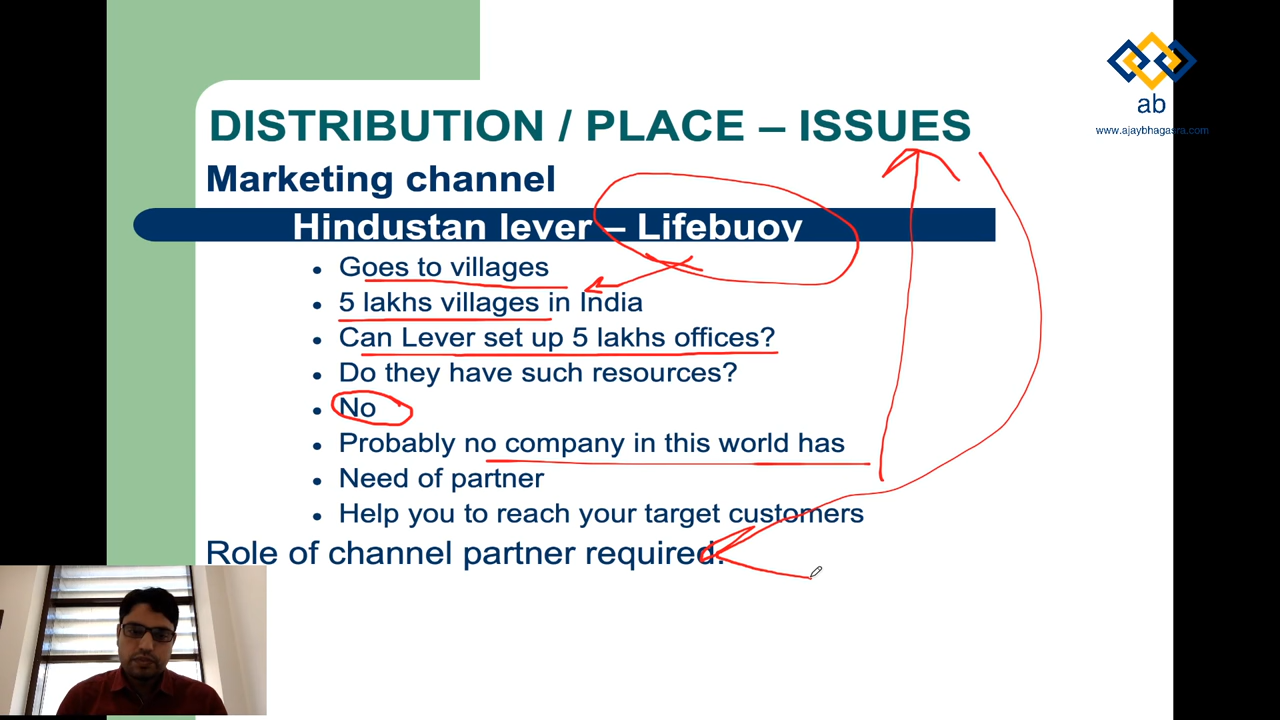 ab
www.ajaybhagasra.com
DISTRIBUTION / PLACE – ISSUES
Marketing channel
Hindustan lever – Lifebuoy
• Goes to villages
• 5 lakhs villages in India
• Can Lever set up 5 lakhs offices?
• Do they have such resources?
• No
• Probably no company in this world has
• Need of partner
• Help you to reach your target customers
Role of channel partner required.